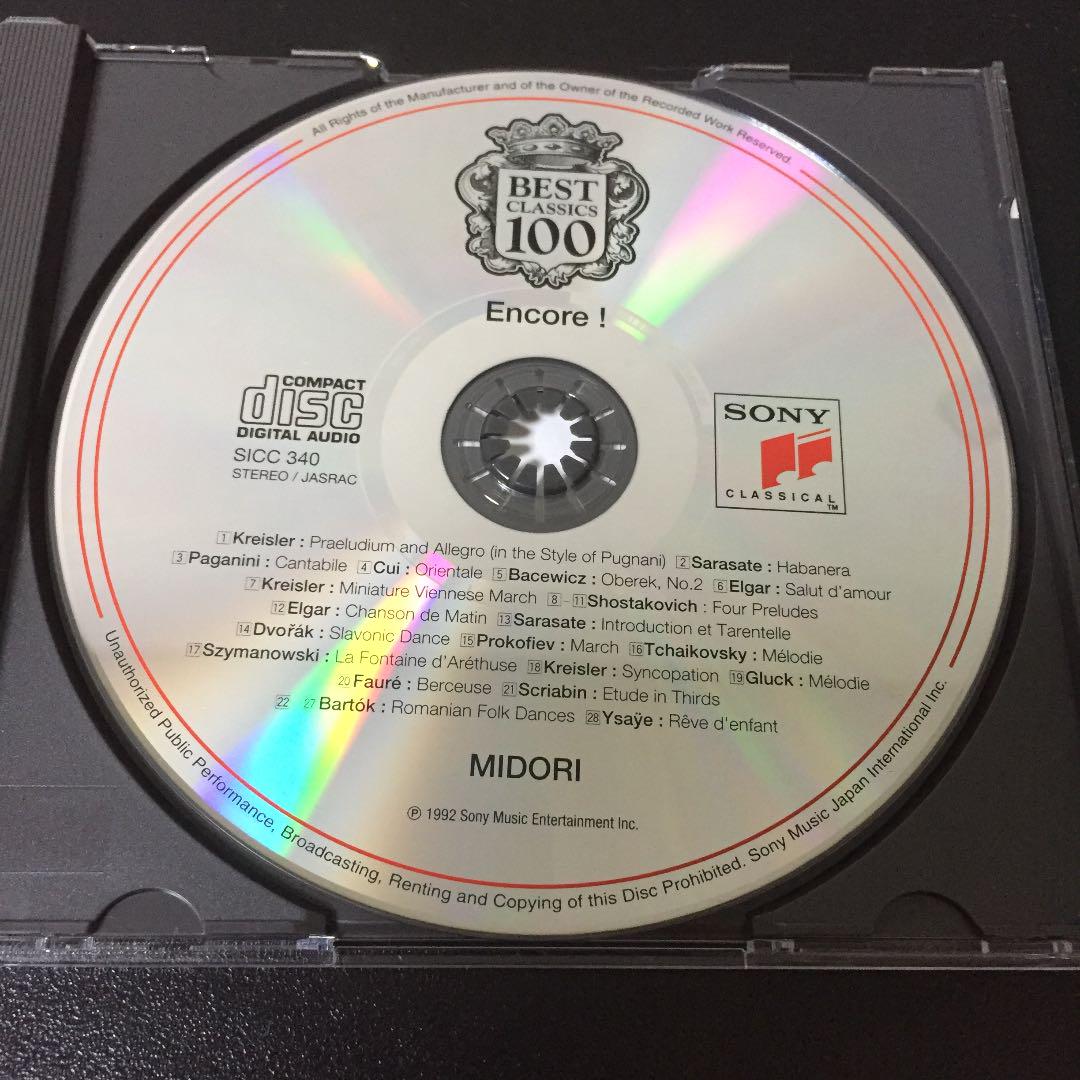 All Rights of the Manufacturer and of the Owner of the Recorded Work Reserved.
BEST
CLASSICS
100
Encore !
COMPACT
disc
DIGITAL AUDIO
SICC 340
STEREO / JASRAC
SONY
CLASSICAL ™
1 Kreisler : Praeludium and Allegro (in the Style of Pugnani) 2 Sarasate : Habanera
3 Paganini : Cantabile 4 Cui : Orientale 5 Bacewicz : Oberek, No.2 6 Elgar : Salut d'amour
7 Kreisler : Miniature Viennese March 8 - 11 Shostakovich : Four Preludes
12 Elgar : Chanson de Matin 13 Sarasate : Introduction et Tarentelle
14 Dvořák : Slavonic Dance 15 Prokofiev : March 16 Tchaikovsky : Mélodie
17 Szymanowski : La Fontaine d'Aréthuse 18 Kreisler : Syncopation 19 Gluck : Mélodie
20 Fauré : Berceuse 21 Scriabin : Etude in Thirds
22 27 Bartók : Romanian Folk Dances 28 Ysaÿe : Rêve d'enfant
MIDORI
℗ 1992 Sony Music Entertainment Inc.
Unauthorized Public Performance, Broadcasting, Renting and Copying of this Disc Prohibited. Sony Music Japan International Inc.